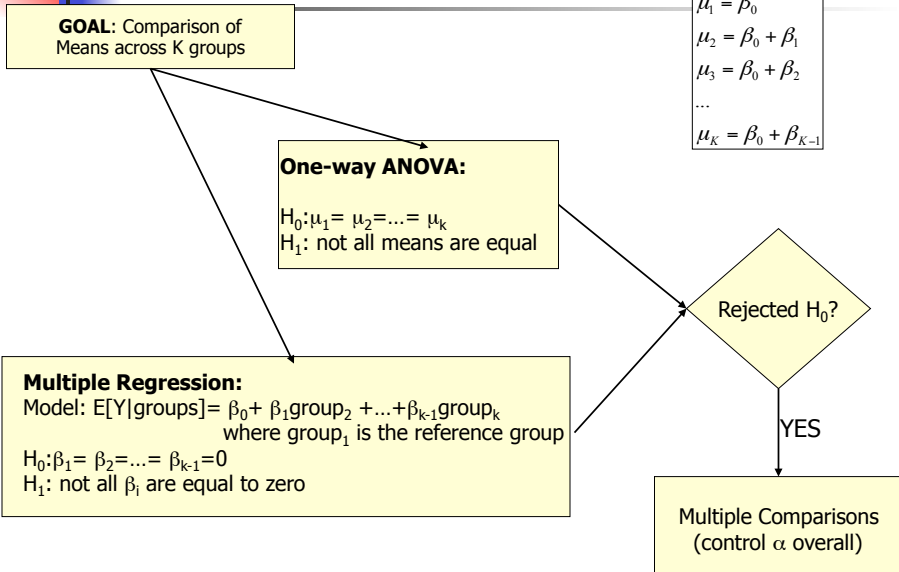 GOAL: Comparison of
Means across K groups
μ₁ = β₀
μ₂ = β₀ + β₁
μ₃ = β₀ + β₂
...
μ_K = β₀ + β_{K−1}
One-way ANOVA:
H₀:μ₁= μ₂=...= μₖ
H₁: not all means are equal
Rejected H₀?
Multiple Regression:
Model: E[Y|groups]= β₀+ β₁group₂ +...+βₖ₋₁groupₖ
where group₁ is the reference group
H₀:β₁= β₂=...= βₖ₋₁=0
H₁: not all βᵢ are equal to zero
YES
Multiple Comparisons
(control α overall)